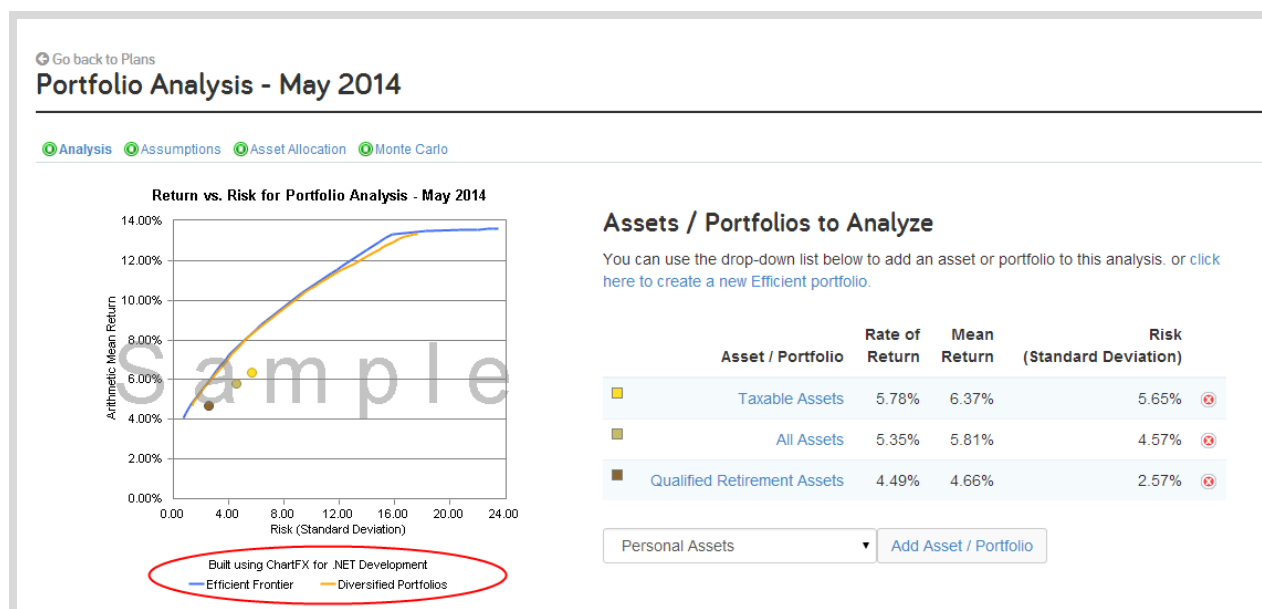 Go back to Plans
Portfolio Analysis - May 2014
Analysis Assumptions Asset Allocation Monte Carlo
Return vs. Risk for Portfolio Analysis - May 2014
14.00%
12.00%
10.00%
8.00%
6.00%
4.00%
2.00%
0.00%
Arithmetic Mean Return
Sample
0.00 4.00 8.00 12.00 16.00 20.00 24.00
Risk (Standard Deviation)
Built using ChartFX for .NET Development
Efficient Frontier Diversified Portfolios
Assets / Portfolios to Analyze
You can use the drop-down list below to add an asset or portfolio to this analysis. or click
here to create a new Efficient portfolio.
Rate of Mean Risk
Asset / Portfolio Return Return (Standard Deviation)
Taxable Assets 5.78% 6.37% 5.65%
All Assets 5.35% 5.81% 4.57%
Qualified Retirement Assets 4.49% 4.66% 2.57%
Personal Assets Add Asset / Portfolio